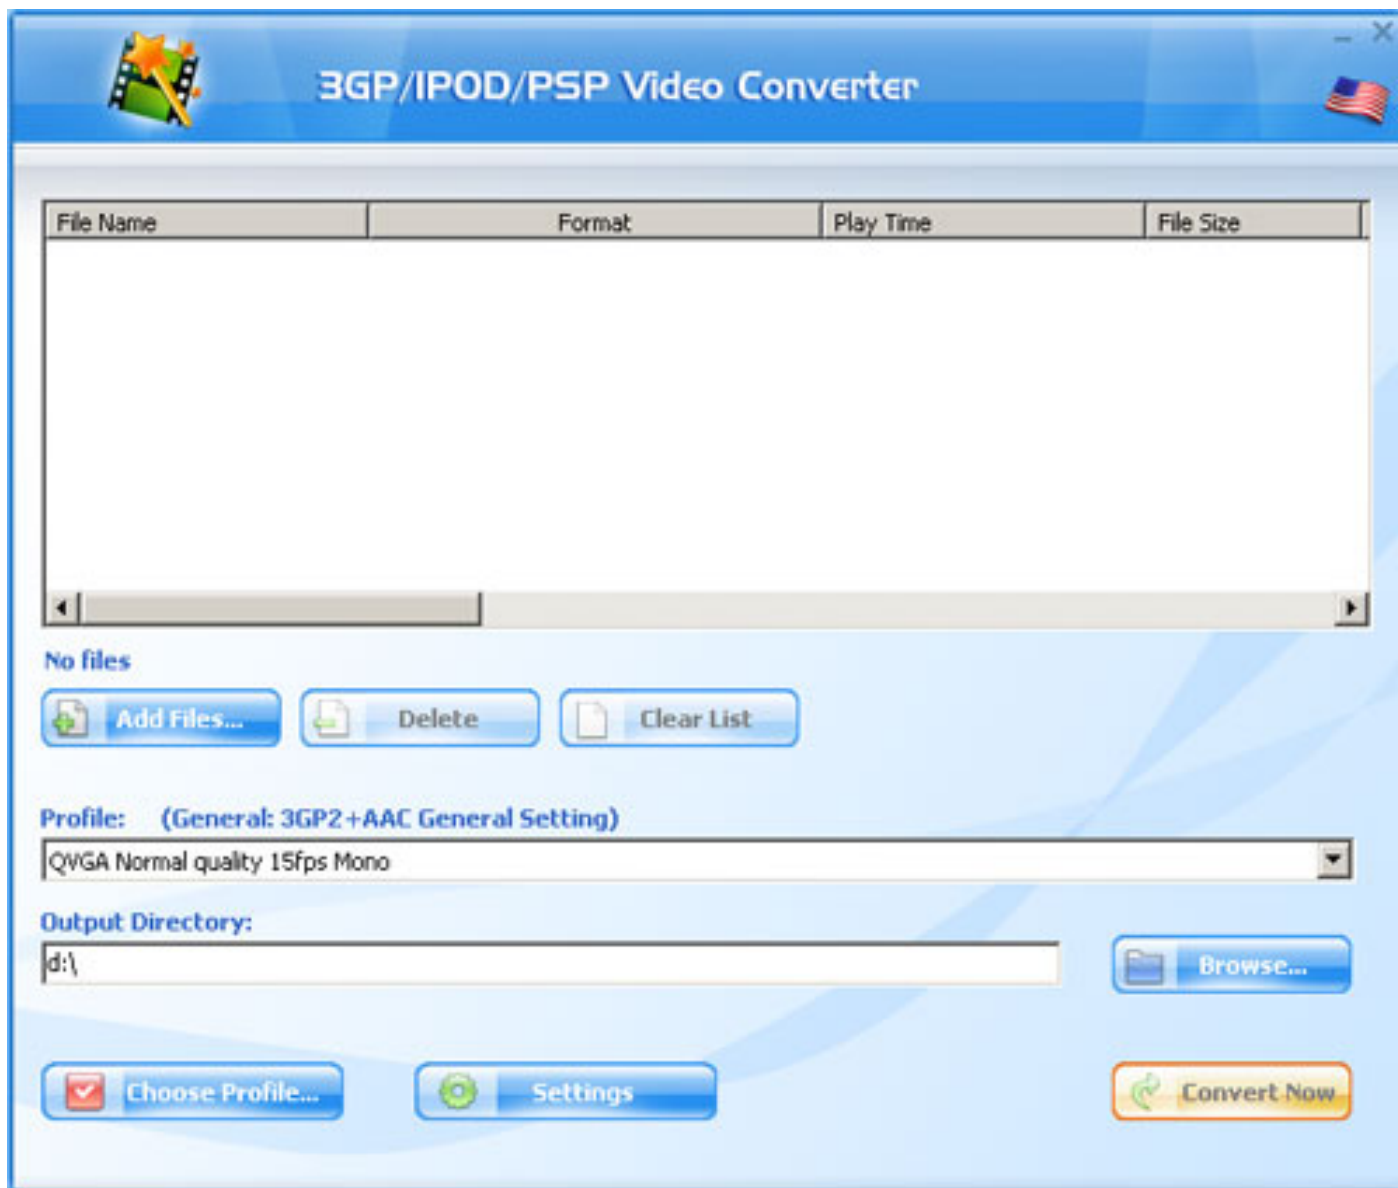 3GP/IPOD/PSP Video Converter
File Name Format Play Time File Size
No files
Add Files... Delete Clear List
Profile: (General: 3GP2+AAC General Setting)
QVGA Normal quality 15fps Mono
Output Directory:
d:\
Browse...
Choose Profile... Settings Convert Now